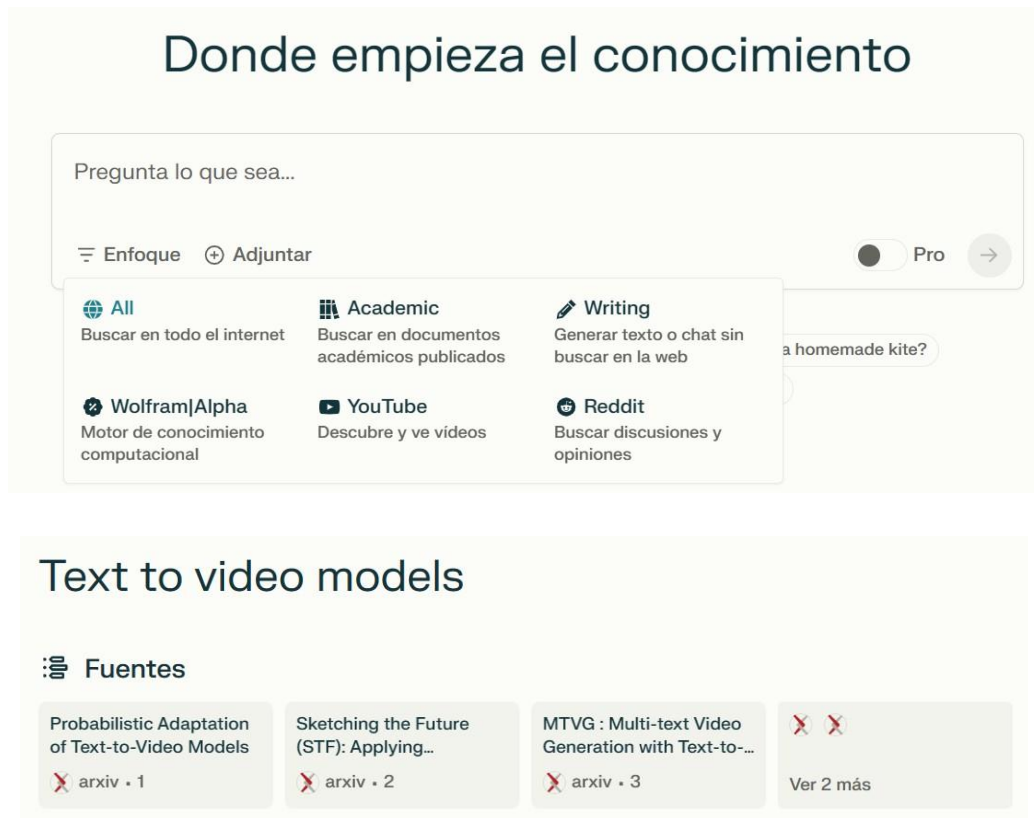 Donde empieza el conocimiento
Pregunta lo que sea...
Enfoque Adjuntar Pro
All Academic Writing
Buscar en todo el internet Buscar en documentos Generar texto o chat sin
académicos publicados buscar en la web
a homemade kite?
Wolfram|Alpha YouTube Reddit
Motor de conocimiento Descubre y ve vídeos Buscar discusiones y
computacional opiniones
Text to video models
Fuentes
Probabilistic Adaptation Sketching the Future MTVG : Multi-text Video
of Text-to-Video Models (STF): Applying... Generation with Text-to-...
arxiv • 1 arxiv • 2 arxiv • 3 Ver 2 más